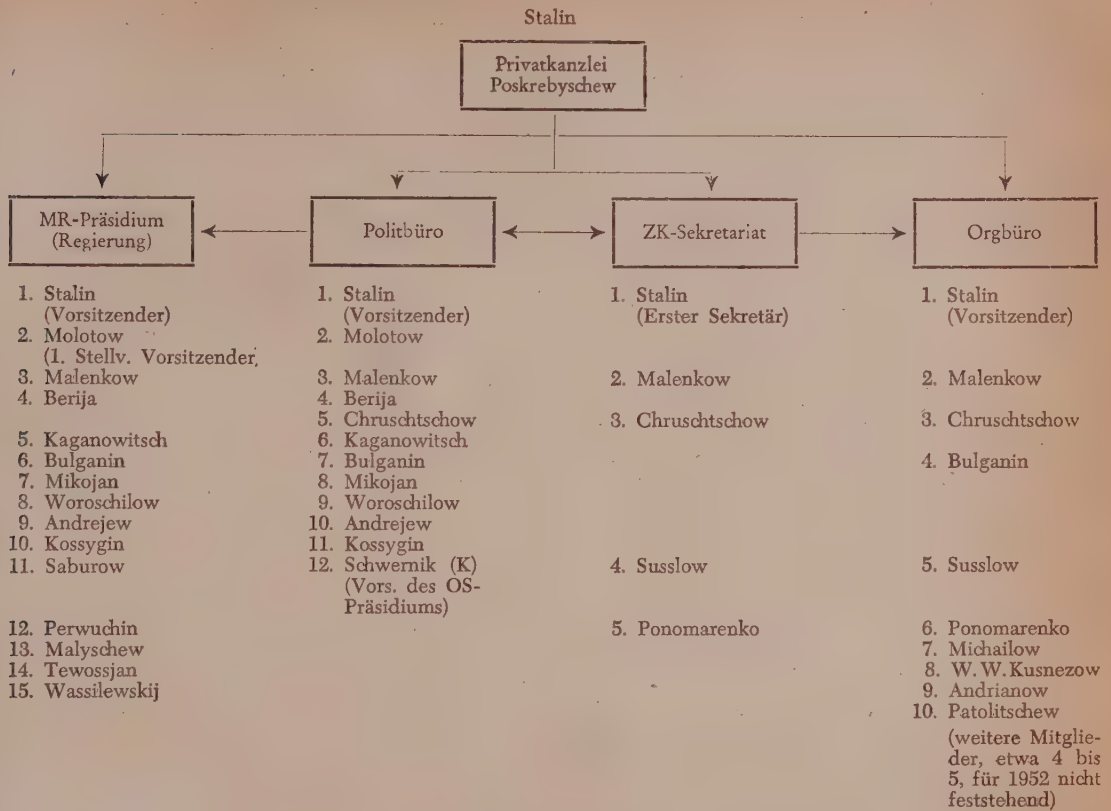 Stalin
Privatkanzlei
Poskrebyschew
MR-Präsidium
(Regierung)
Politbüro
ZK-Sekretariat
Orgbüro
1. Stalin
(Vorsitzender)
2. Molotow
(1. Stellv. Vorsitzender,
3. Malenkow
4. Berija
5. Kaganowitsch
6. Bulganin
7. Mikojan
8. Woroschilow
9. Andrejew
10. Kossygin
11. Saburow
12. Perwuchin
13. Malyschew
14. Tewossjan
15. Wassilewskij
1. Stalin
(Vorsitzender)
2. Molotow
3. Malenkow
4. Berija
5. Chruschtschow
6. Kaganowitsch
7. Bulganin
8. Mikojan
9. Woroschilow
10. Andrejew
11. Kossygin
12. Schwernik (K)
(Vors. des OS-
Präsidiums)
1. Stalin
(Erster Sekretär)
2. Malenkow
3. Chruschtschow
4. Susslow
5. Ponomarenko
1. Stalin
(Vorsitzender)
2. Malenkow
3. Chruschtschow
4. Bulganin
5. Susslow
6. Ponomarenko
7. Michailow
8. W. W. Kusnezow
9. Andrianow
10. Patolitschew
(weitere Mitglie-
der, etwa 4 bis
5, für 1952 nicht
feststehend)